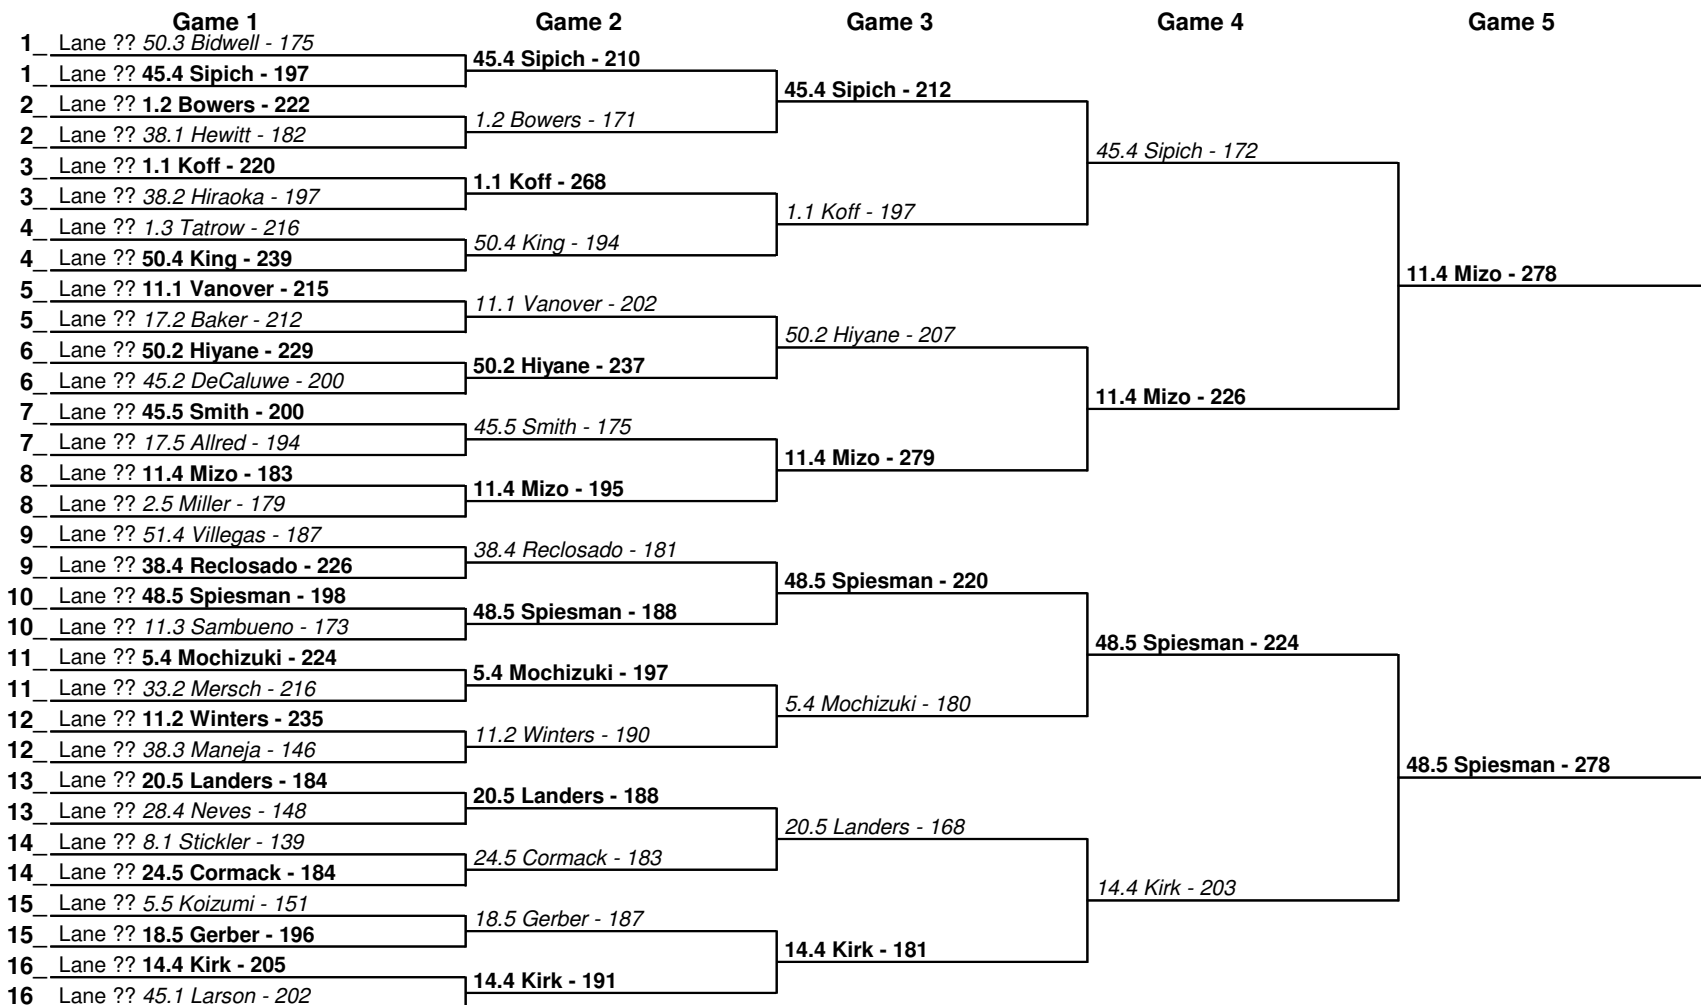 Game 1 Game 2 Game 3 Game 4 Game 5
1_ Lane ?? 50.3 Bidwell - 175
45.4 Sipich - 210
1_ Lane ?? 45.4 Sipich - 197
45.4 Sipich - 212
2_ Lane ?? 1.2 Bowers - 222
1.2 Bowers - 171
2_ Lane ?? 38.1 Hewitt - 182
45.4 Sipich - 172
3_ Lane ?? 1.1 Koff - 220
1.1 Koff - 268
3_ Lane ?? 38.2 Hiraoka - 197
1.1 Koff - 197
4_ Lane ?? 1.3 Tatrow - 216
50.4 King - 194
4_ Lane ?? 50.4 King - 239
11.4 Mizo - 278
5_ Lane ?? 11.1 Vanover - 215
11.1 Vanover - 202
5_ Lane ?? 17.2 Baker - 212
50.2 Hiyane - 207
6_ Lane ?? 50.2 Hiyane - 229
50.2 Hiyane - 237
6_ Lane ?? 45.2 DeCaluwe - 200
11.4 Mizo - 226
7_ Lane ?? 45.5 Smith - 200
45.5 Smith - 175
7_ Lane ?? 17.5 Allred - 194
11.4 Mizo - 279
8_ Lane ?? 11.4 Mizo - 183
11.4 Mizo - 195
8_ Lane ?? 2.5 Miller - 179
9_ Lane ?? 51.4 Villegas - 187
38.4 Reclosado - 181
9_ Lane ?? 38.4 Reclosado - 226
48.5 Spiesman - 220
10_ Lane ?? 48.5 Spiesman - 198
48.5 Spiesman - 188
10_ Lane ?? 11.3 Sambueno - 173
48.5 Spiesman - 224
11_ Lane ?? 5.4 Mochizuki - 224
5.4 Mochizuki - 197
11_ Lane ?? 33.2 Mersch - 216
5.4 Mochizuki - 180
12_ Lane ?? 11.2 Winters - 235
11.2 Winters - 190
12_ Lane ?? 38.3 Maneja - 146
48.5 Spiesman - 278
13_ Lane ?? 20.5 Landers - 184
20.5 Landers - 188
13_ Lane ?? 28.4 Neves - 148
20.5 Landers - 168
14_ Lane ?? 8.1 Stickler - 139
24.5 Cormack - 183
14_ Lane ?? 24.5 Cormack - 184
14.4 Kirk - 203
15_ Lane ?? 5.5 Koizumi - 151
18.5 Gerber - 187
15_ Lane ?? 18.5 Gerber - 196
14.4 Kirk - 181
16_ Lane ?? 14.4 Kirk - 205
14.4 Kirk - 191
16 Lane ?? 45.1 Larson - 202